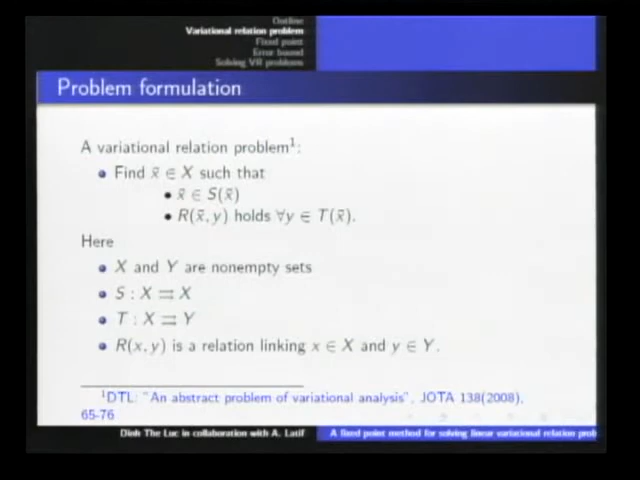 Outline
Variational relation problem
Fixed point
Error bound
Solving VR problems
Problem formulation
A variational relation problem¹:
• Find x̄ ∈ X such that
• x̄ ∈ S(x̄)
• R(x̄, y) holds ∀y ∈ T(x̄).
Here
• X and Y are nonempty sets
• S : X ⇉ X
• T : X ⇉ Y
• R(x, y) is a relation linking x ∈ X and y ∈ Y.
¹DTL: "An abstract problem of variational analysis", JOTA 138(2008),
65-76
Dinh The Luc in collaboration with A. Latif
A fixed point method for solving linear variational relation prob